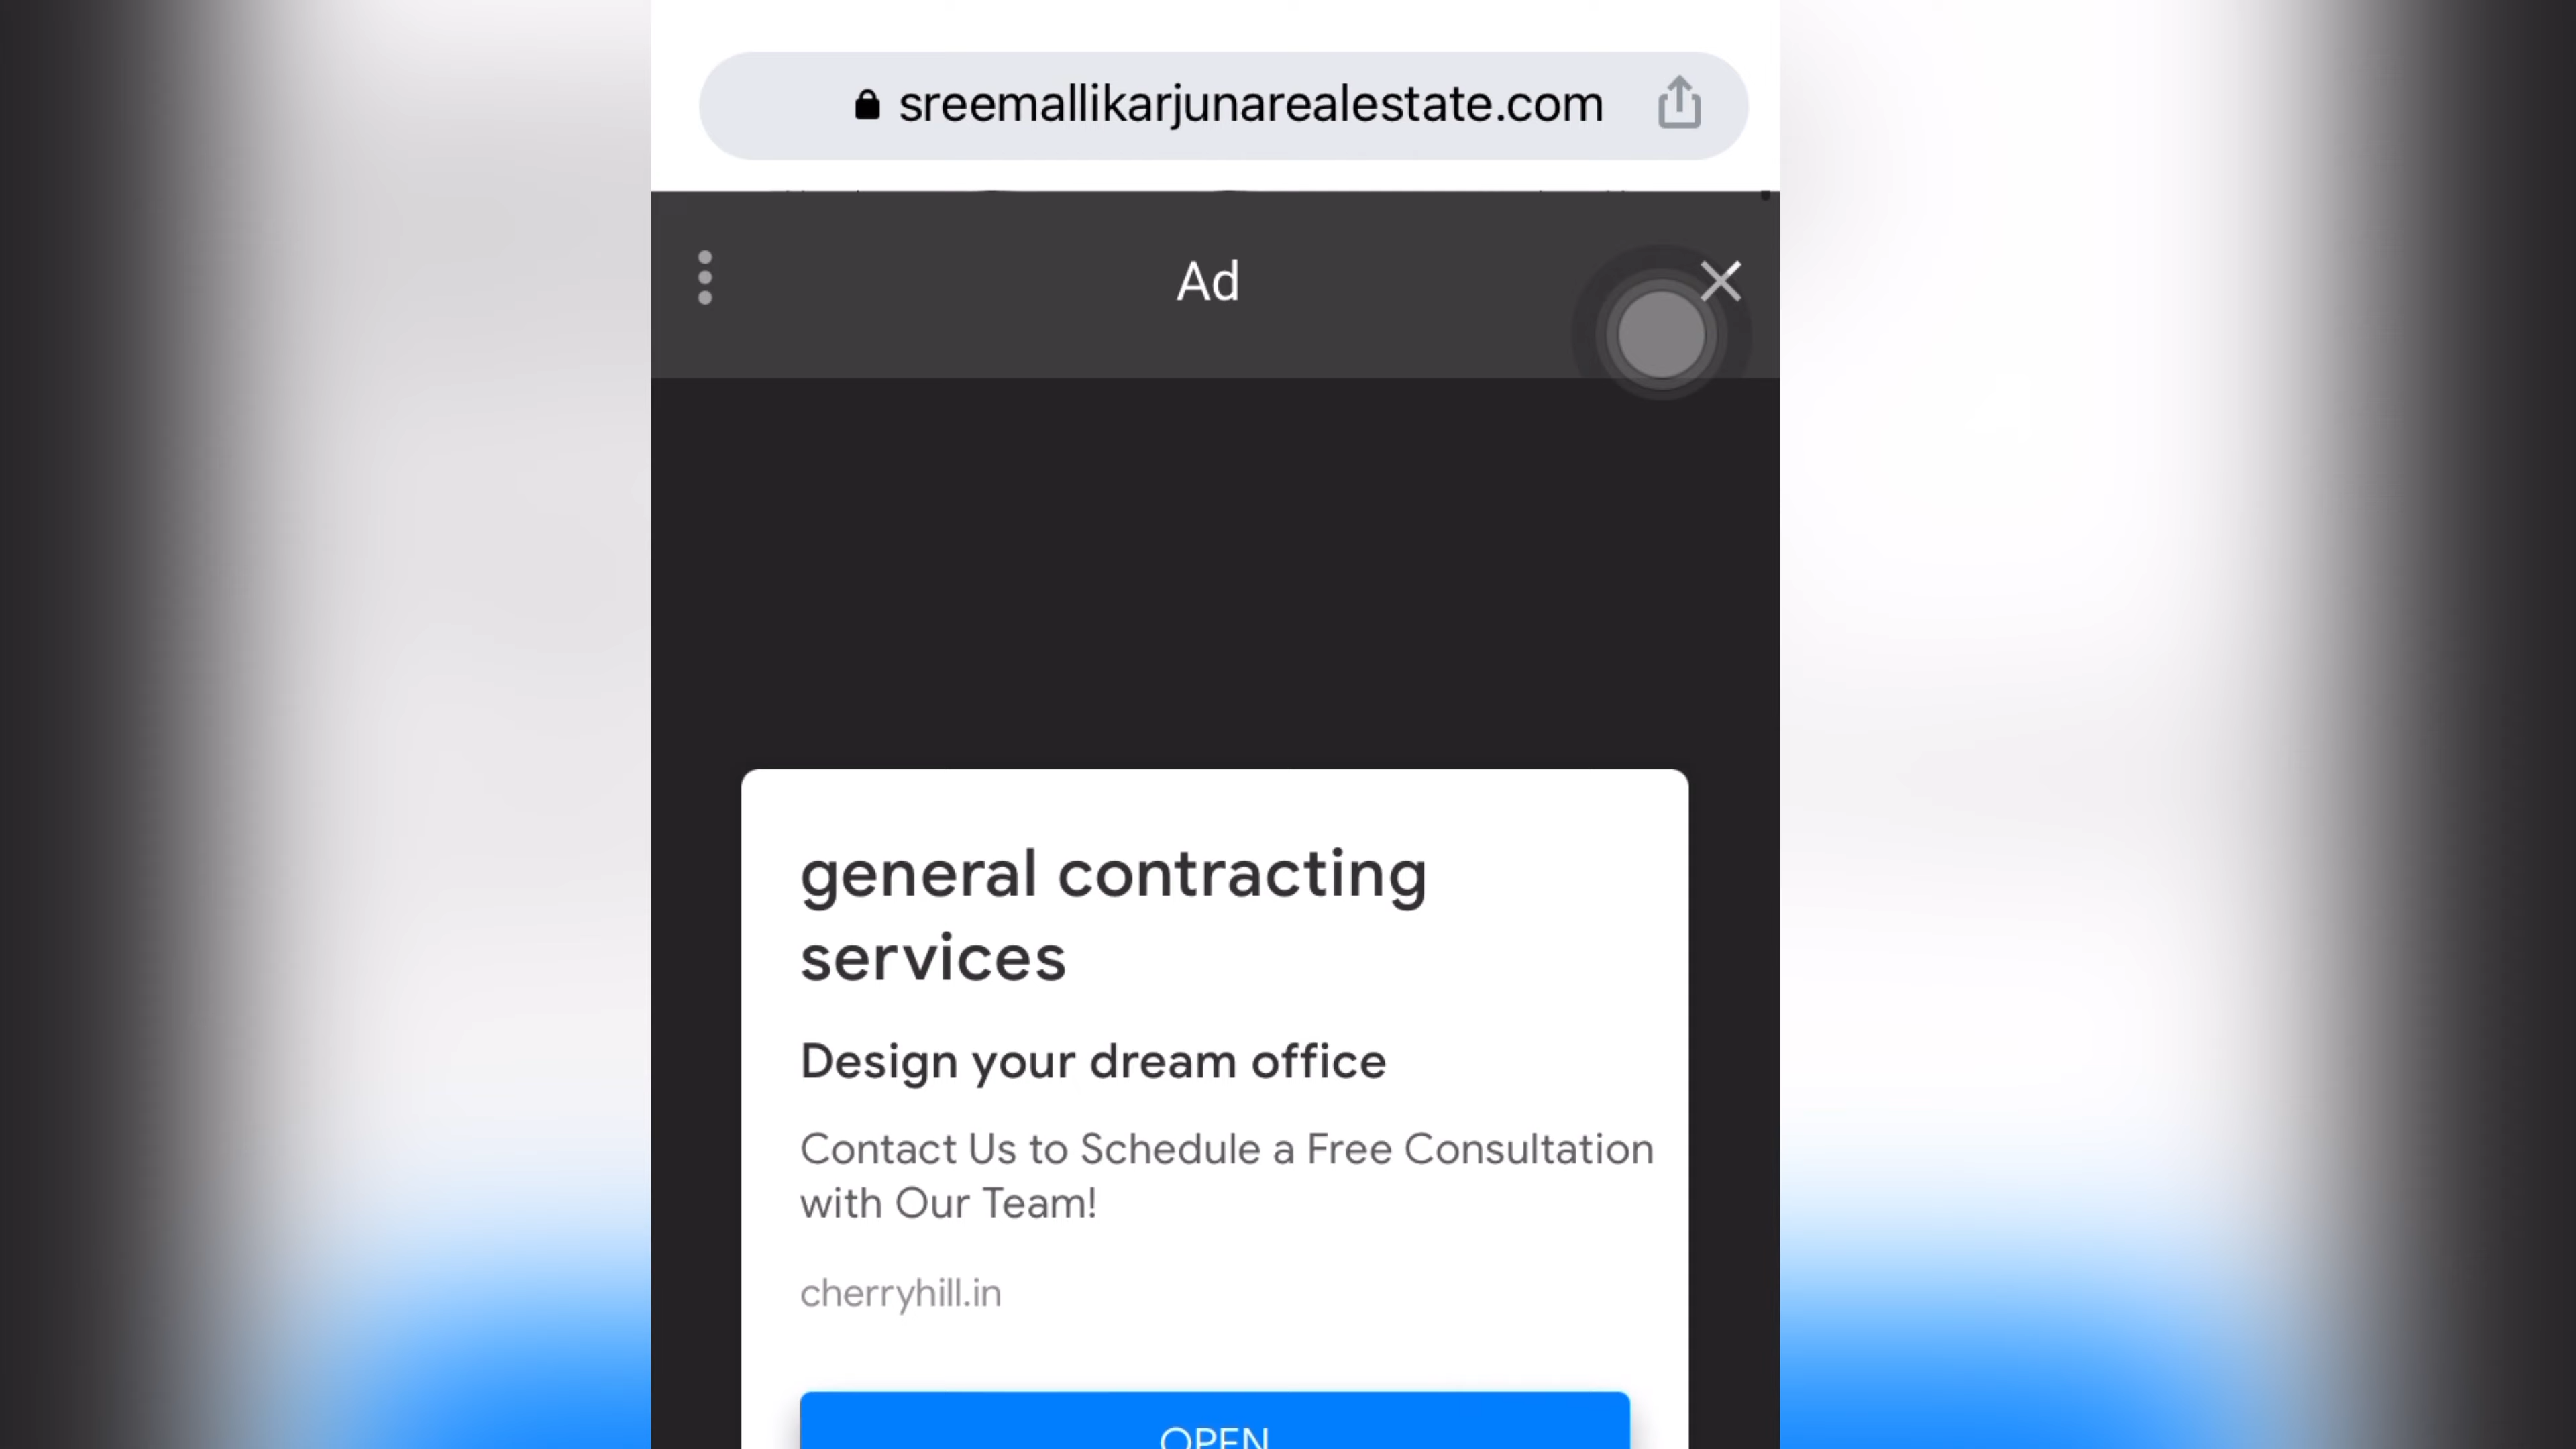 sreemallikarjunarealestate.com
Ad
general contracting
services
Design your dream office
Contact Us to Schedule a Free Consultation
with Our Team!
cherryhill.in
OPEN